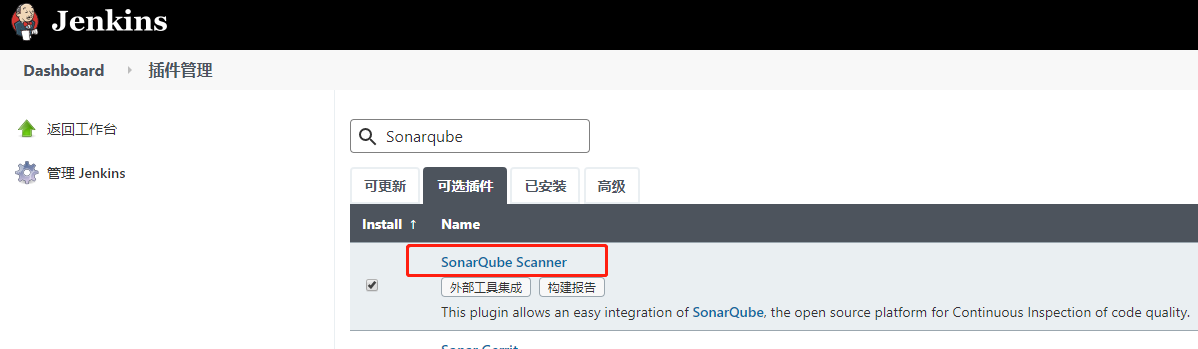 Jenkins
Dashboard 插件管理
返回工作台
管理 Jenkins
Sonarqube
可更新 可选插件 已安装 高级
Install ↑ Name
SonarQube Scanner
外部工具集成 构建报告
This plugin allows an easy integration of SonarQube, the open source platform for Continuous Inspection of code quality.
Sonar Gerrit